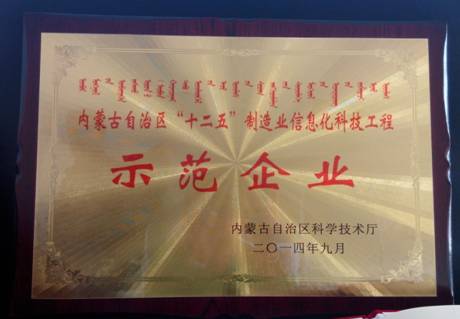 内蒙古自治区“十二五”制造业信息化科技工程
示范企业
内蒙古自治区科学技术厅
二〇一四年九月